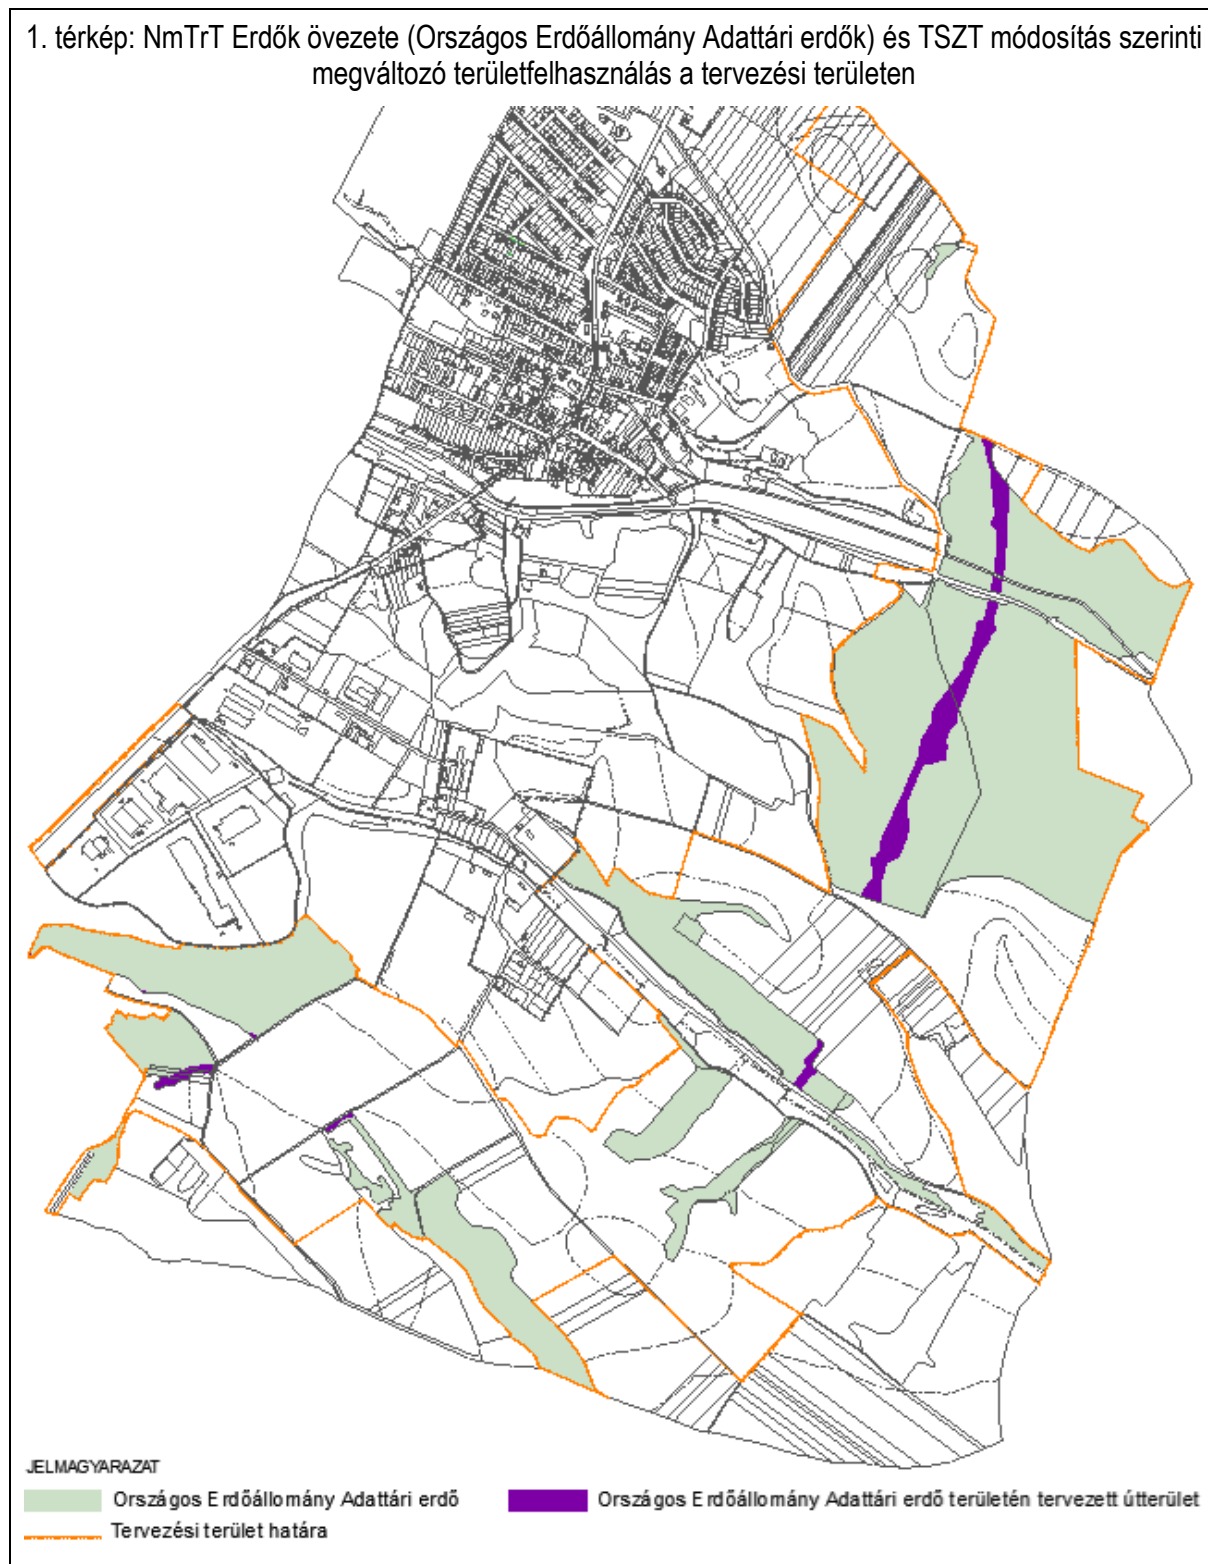 1. térkép: NmTrT Erdők övezete (Országos Erdőállomány Adattári erdők) és TSZT módosítás szerinti
megváltozó területfelhasználás a tervezési területen
JELMAGYARAZAT
Országos Erdőállomány Adattári erdő
Országos Erdőállomány Adattári erdő területén tervezett útterület
Tervezési terület határa